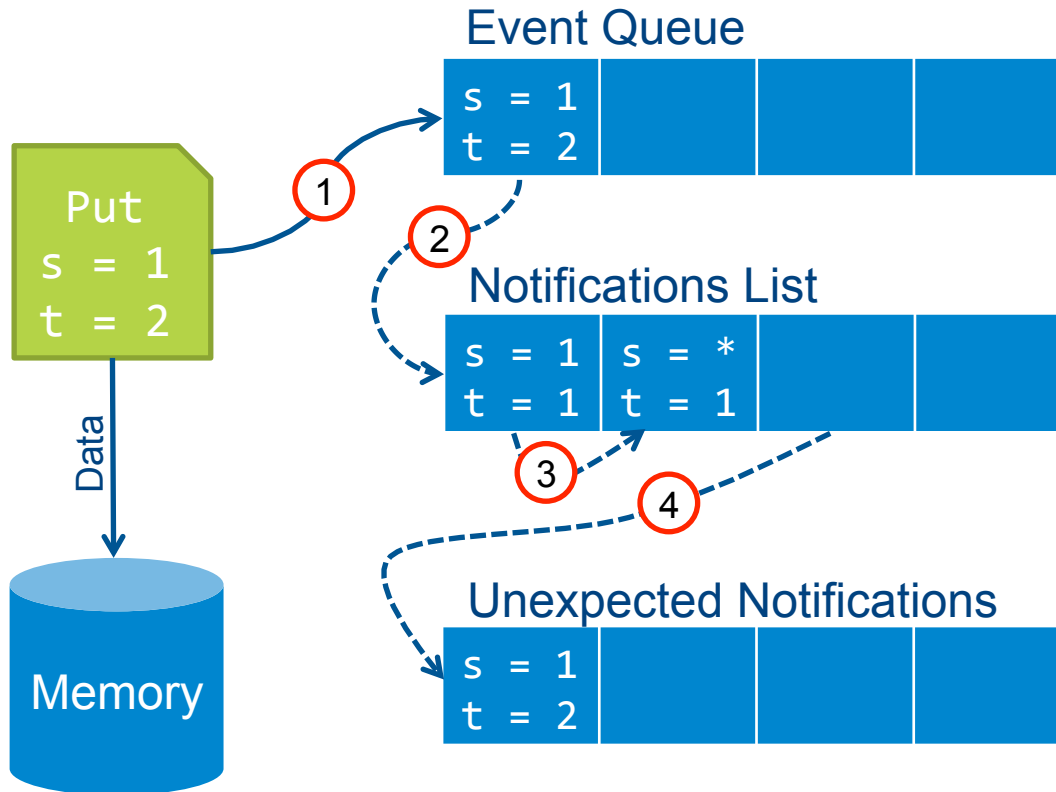 Event Queue
s = 1
t = 2
1
Put
s = 1
t = 2
2
Notifications List
s = 1
t = 1
s = *
t = 1
3
4
Data
Unexpected Notifications
s = 1
t = 2
Memory